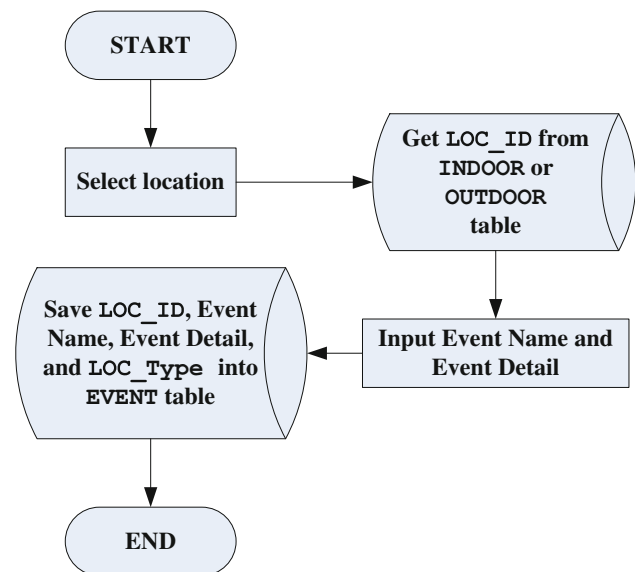 START
Select location
Get LOC_ID from
INDOOR or
OUTDOOR
table
Input Event Name and
Event Detail
Save LOC_ID, Event
Name, Event Detail,
and LOC_Type into
EVENT table
END